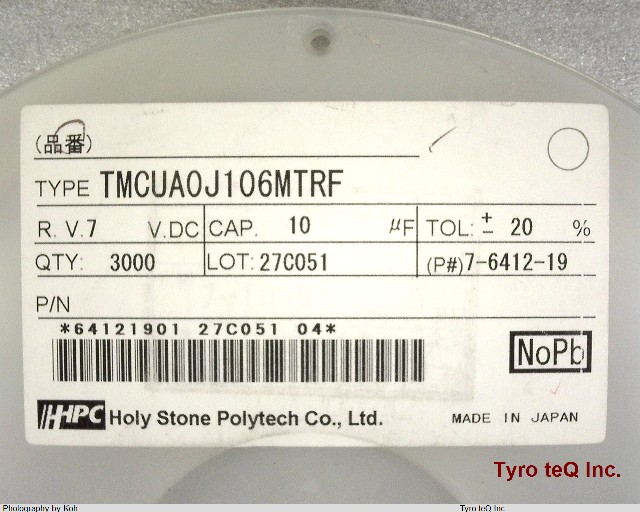 (品番)
TYPE TMCUA0J106MTRF
R. V. 7 V.DC CAP. 10 μF TOL: ± 20 %
QTY: 3000 LOT: 27C051 (P#) 7-6412-19
P/N
*64121901 27C051 04*
NoPb
HPC Holy Stone Polytech Co., Ltd. MADE IN JAPAN
Tyro teQ Inc.
Photography by Koh Tyro teQ Inc